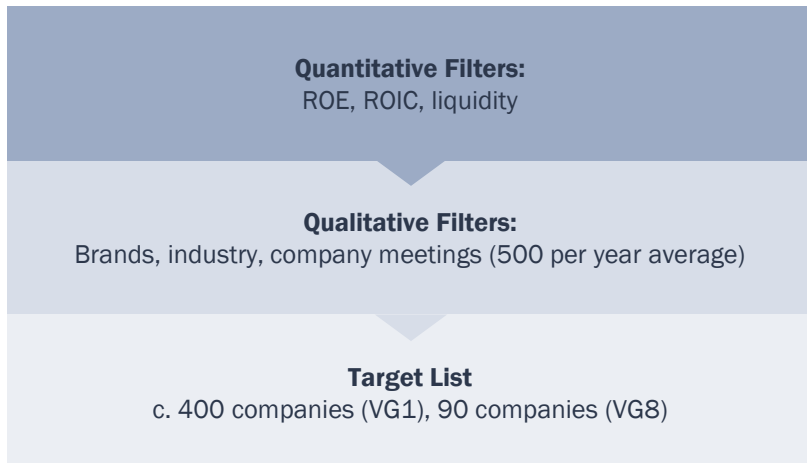 Quantitative Filters:
ROE, ROIC, liquidity
Qualitative Filters:
Brands, industry, company meetings (500 per year average)
Target List
c. 400 companies (VG1), 90 companies (VG8)